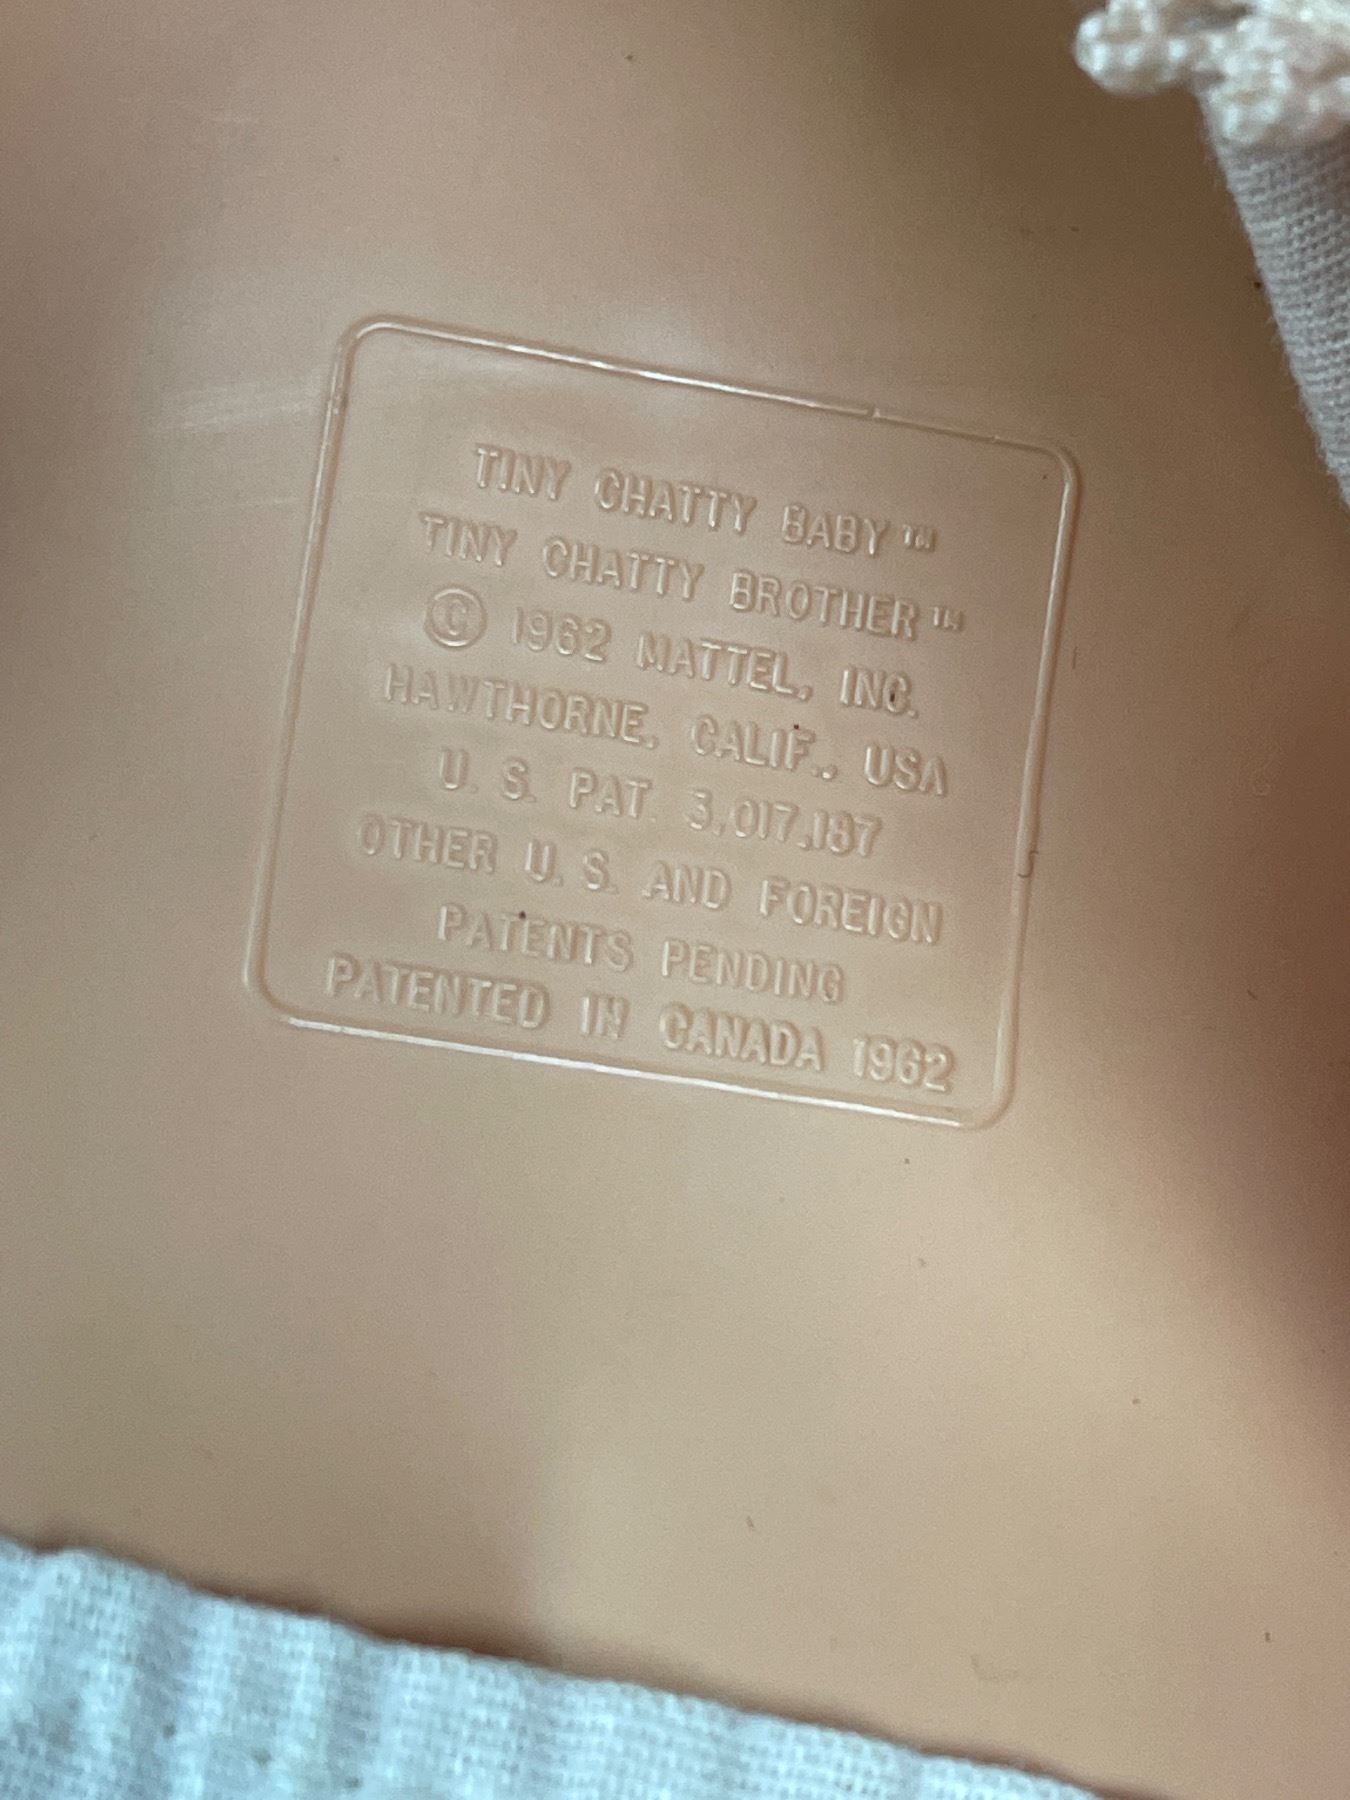 TINY CHATTY BABY™
TINY CHATTY BROTHER™
© 1962 MATTEL, INC.
HAWTHORNE, CALIF., USA
U. S. PAT. 3,017,187
OTHER U. S. AND FOREIGN
PATENTS PENDING
PATENTED IN CANADA 1962